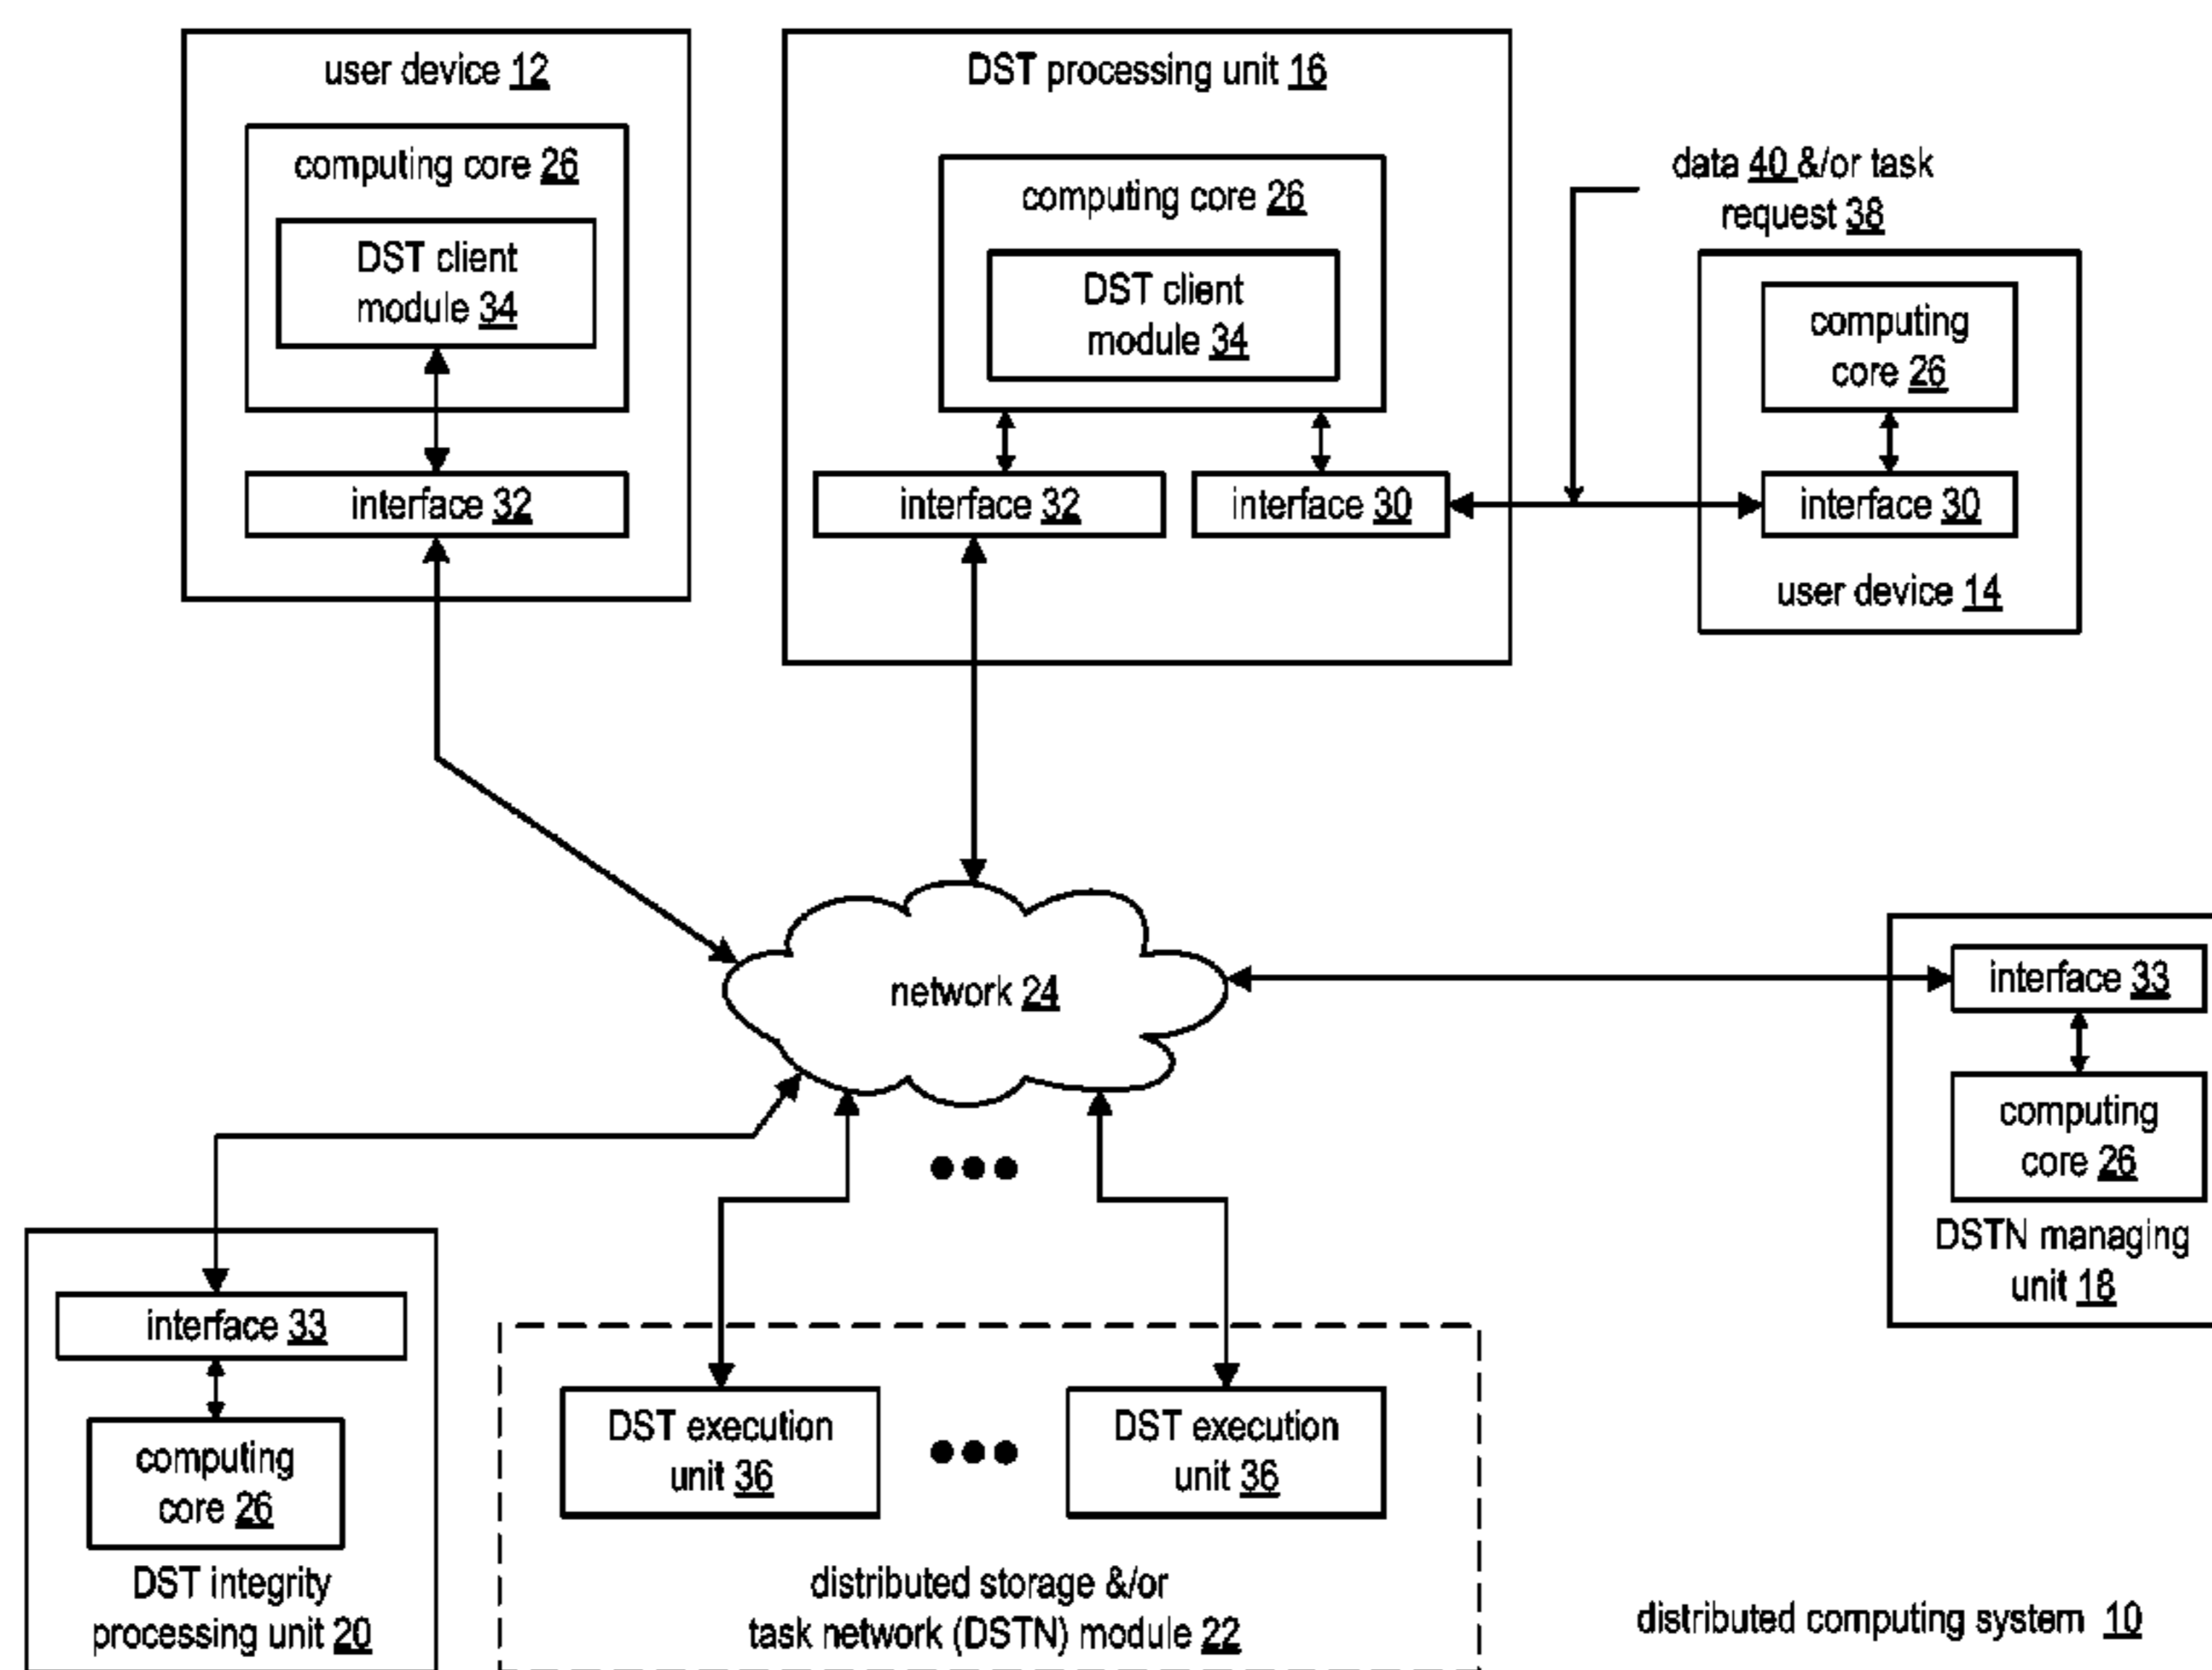 user device 12
computing core 26
DST client
module 34
interface 32
DST processing unit 16
computing core 26
DST client
module 34
interface 32
interface 30
data 40 &/or task
request 38
computing
core 26
interface 30
user device 14
network 24
interface 33
computing
core 26
DSTN managing
unit 18
interface 33
computing
core 26
DST integrity
processing unit 20
DST execution
unit 36
DST execution
unit 36
distributed storage &/or
task network (DSTN) module 22
distributed computing system 10